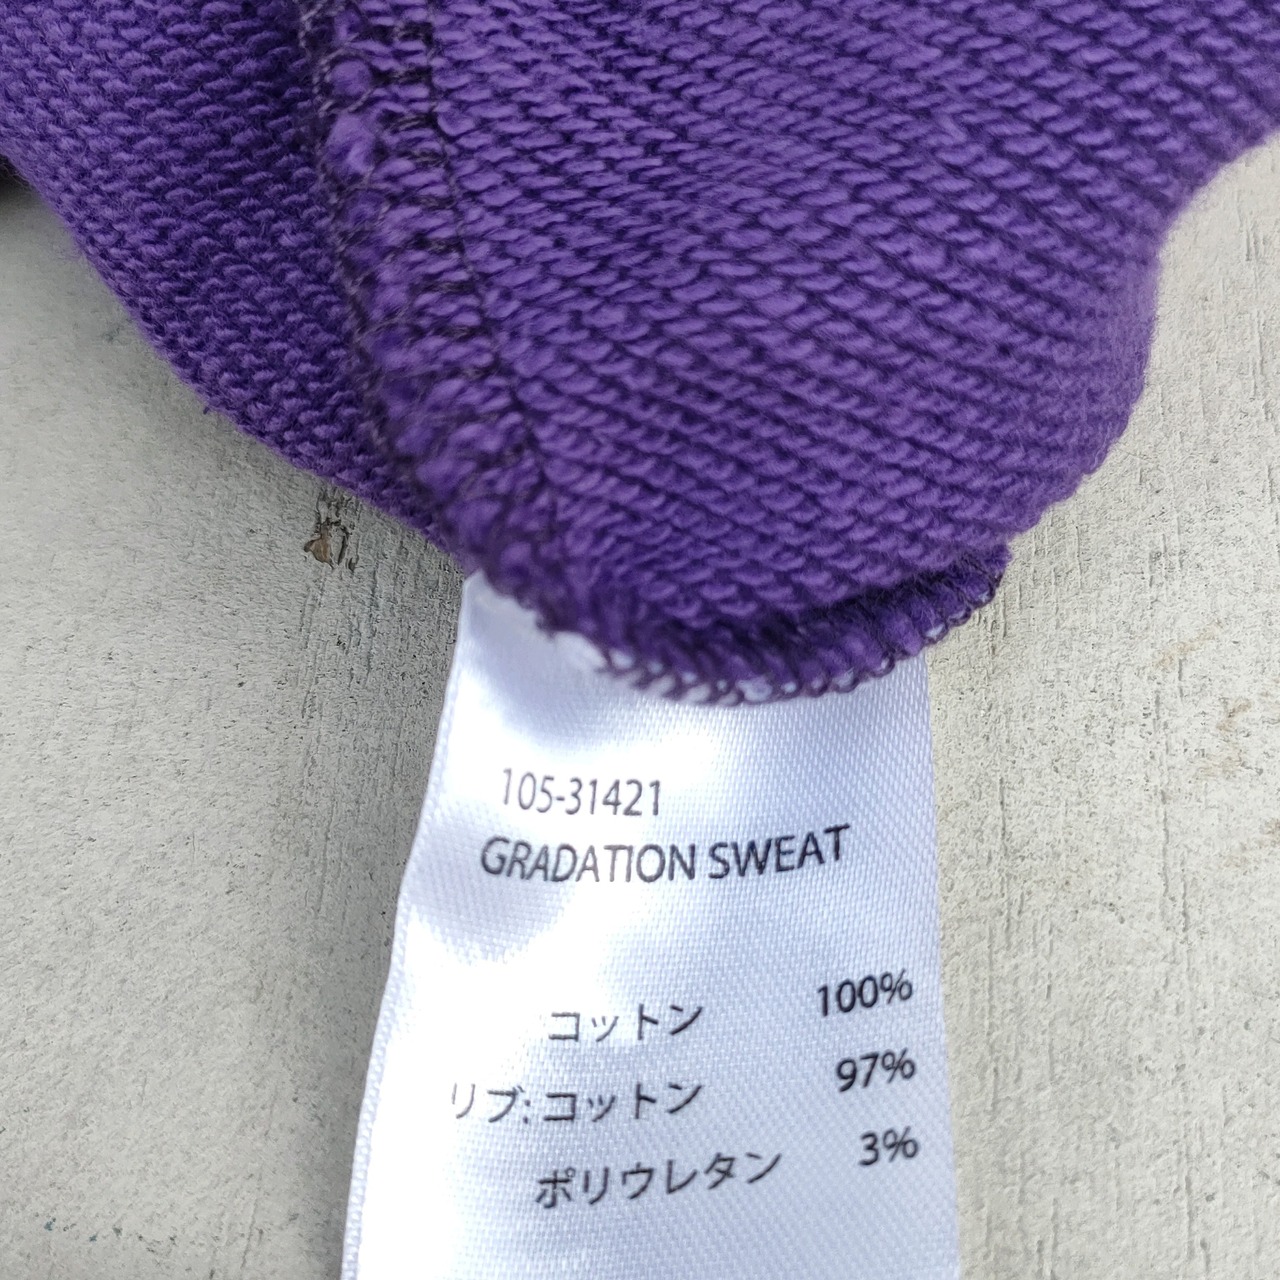 105-31421
GRADATION SWEAT
コットン 100%
リブ: コットン 97%
ポリウレタン 3%